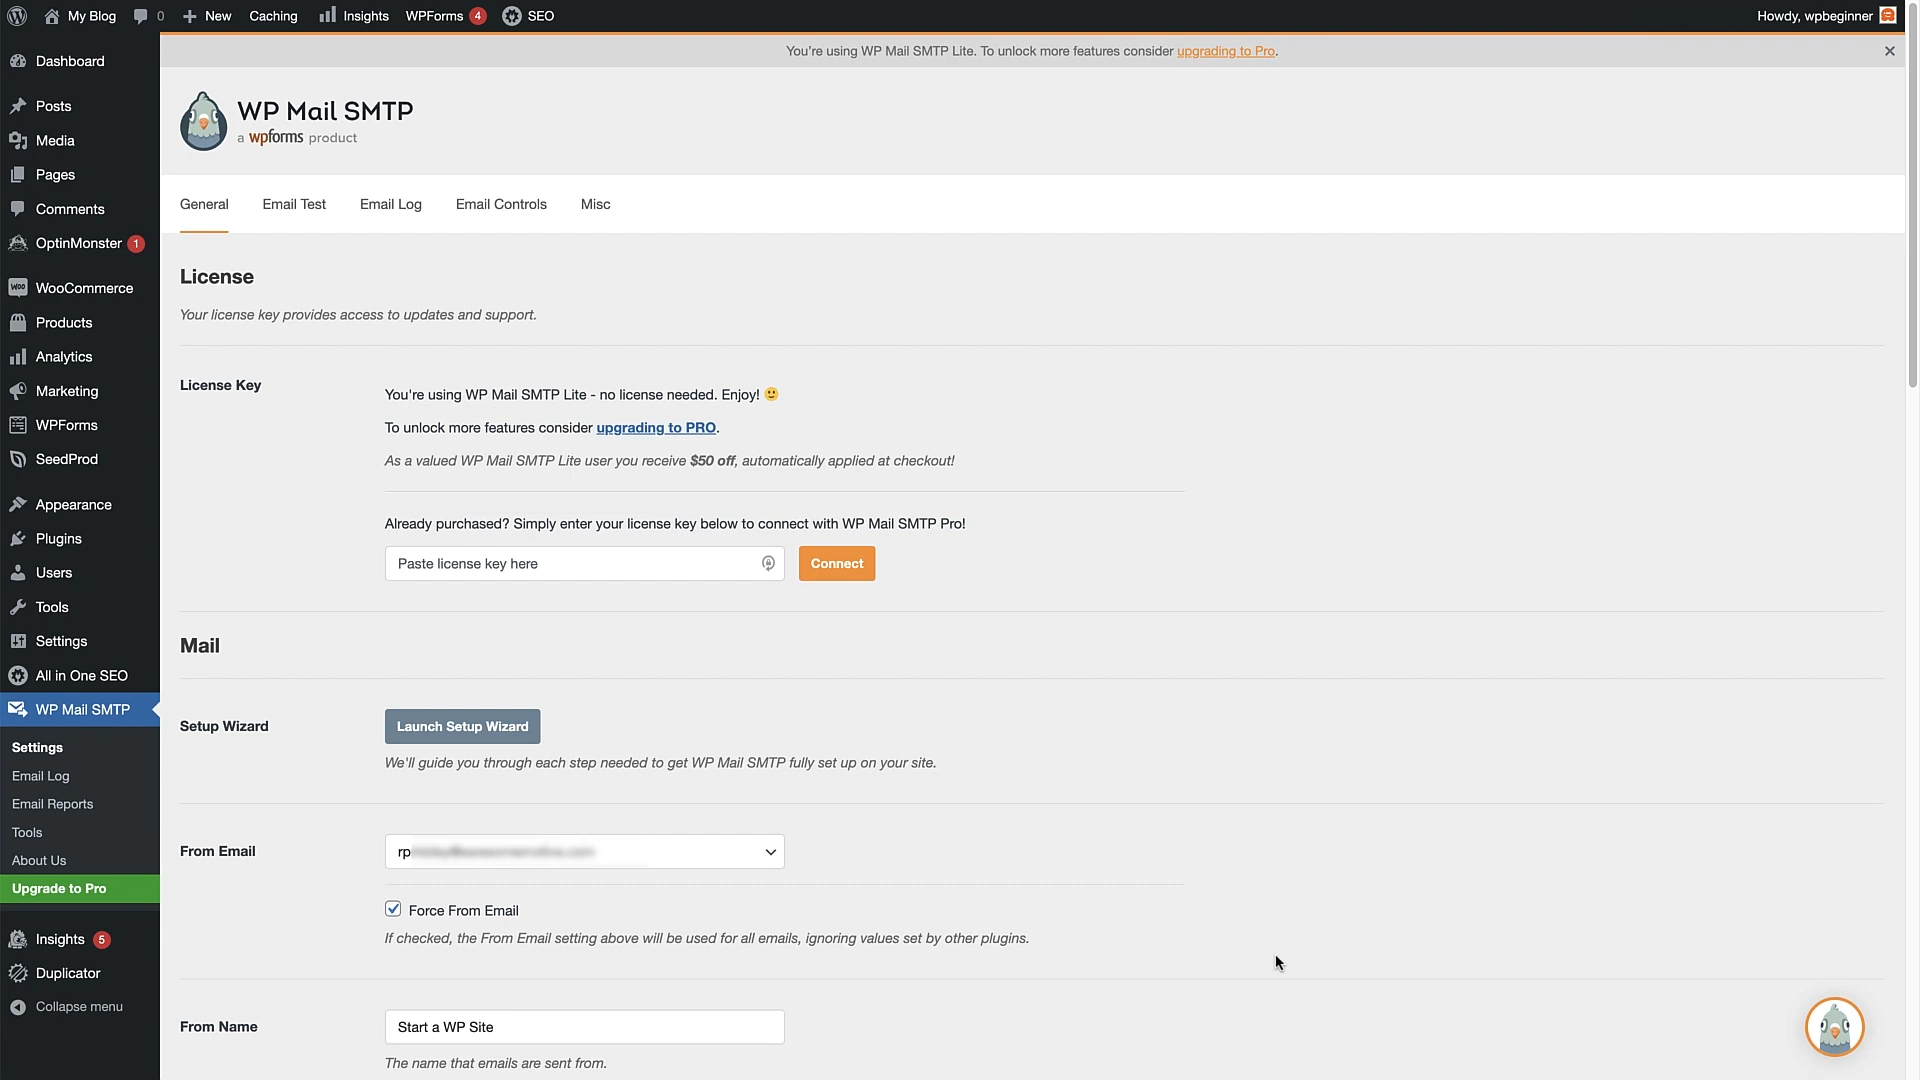 My Blog 0 New Caching Insights WPForms 4 SEO Howdy, wpbeginner
You're using WP Mail SMTP Lite. To unlock more features consider upgrading to Pro.
Dashboard
Posts
Media
Pages
Comments
OptinMonster 1
WooCommerce
Products
Analytics
Marketing
WPForms
SeedProd
Appearance
Plugins
Users
Tools
Settings
All in One SEO
WP Mail SMTP
Settings
Email Log
Email Reports
Tools
About Us
Upgrade to Pro
Insights 5
Duplicator
Collapse menu
WP Mail SMTP
a wpforms product
General Email Test Email Log Email Controls Misc
License
Your license key provides access to updates and support.
License Key
You're using WP Mail SMTP Lite - no license needed. Enjoy! 🙂
To unlock more features consider upgrading to PRO.
As a valued WP Mail SMTP Lite user you receive $50 off, automatically applied at checkout!
Already purchased? Simply enter your license key below to connect with WP Mail SMTP Pro!
Paste license key here Connect
Mail
Setup Wizard Launch Setup Wizard
We'll guide you through each step needed to get WP Mail SMTP fully set up on your site.
From Email
Force From Email
If checked, the From Email setting above will be used for all emails, ignoring values set by other plugins.
From Name Start a WP Site
The name that emails are sent from.